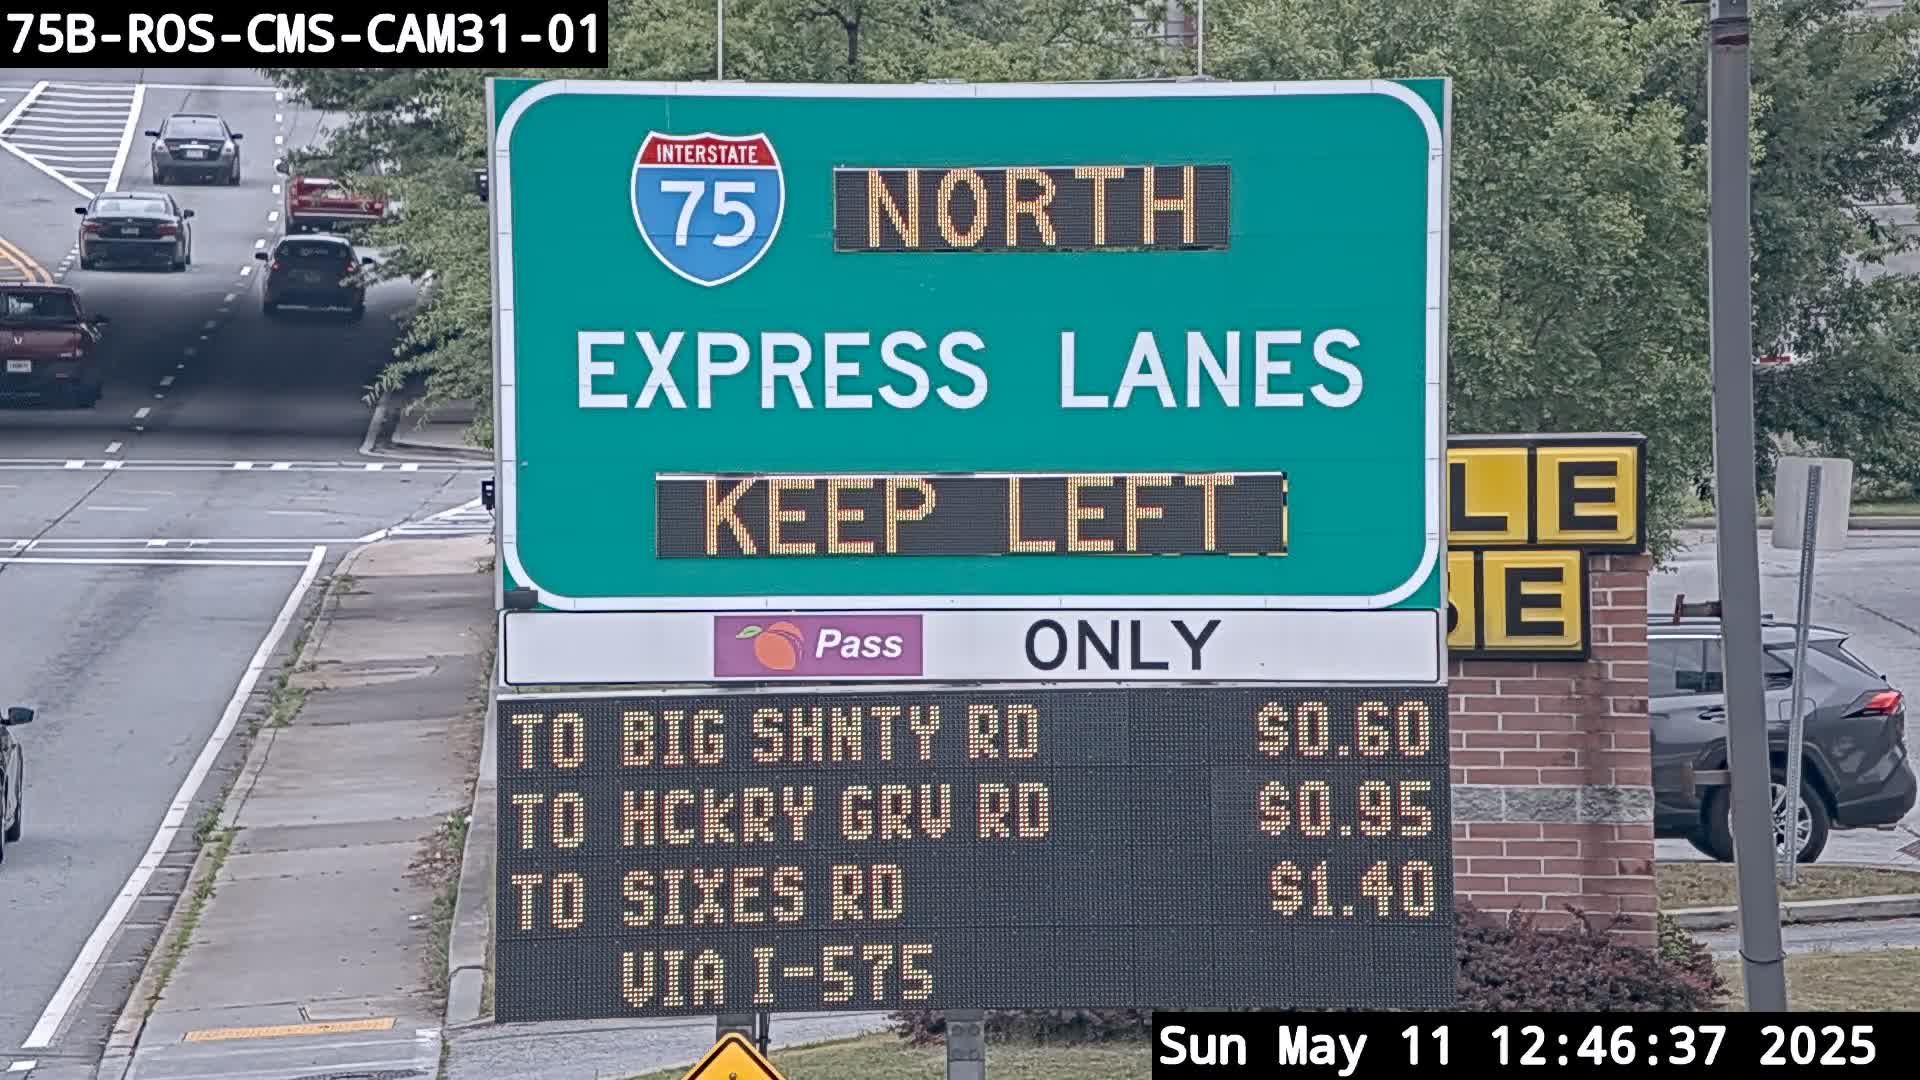 75B-ROS-CMS-CAM31-01
INTERSTATE
75
NORTH
EXPRESS LANES
KEEP LEFT
Pass ONLY
TO BIG SHNTY RD $0.60
TO HCKRY GRV RD $0.95
TO SIXES RD $1.40
VIA I-575
LE
E
Sun May 11 12:46:37 2025